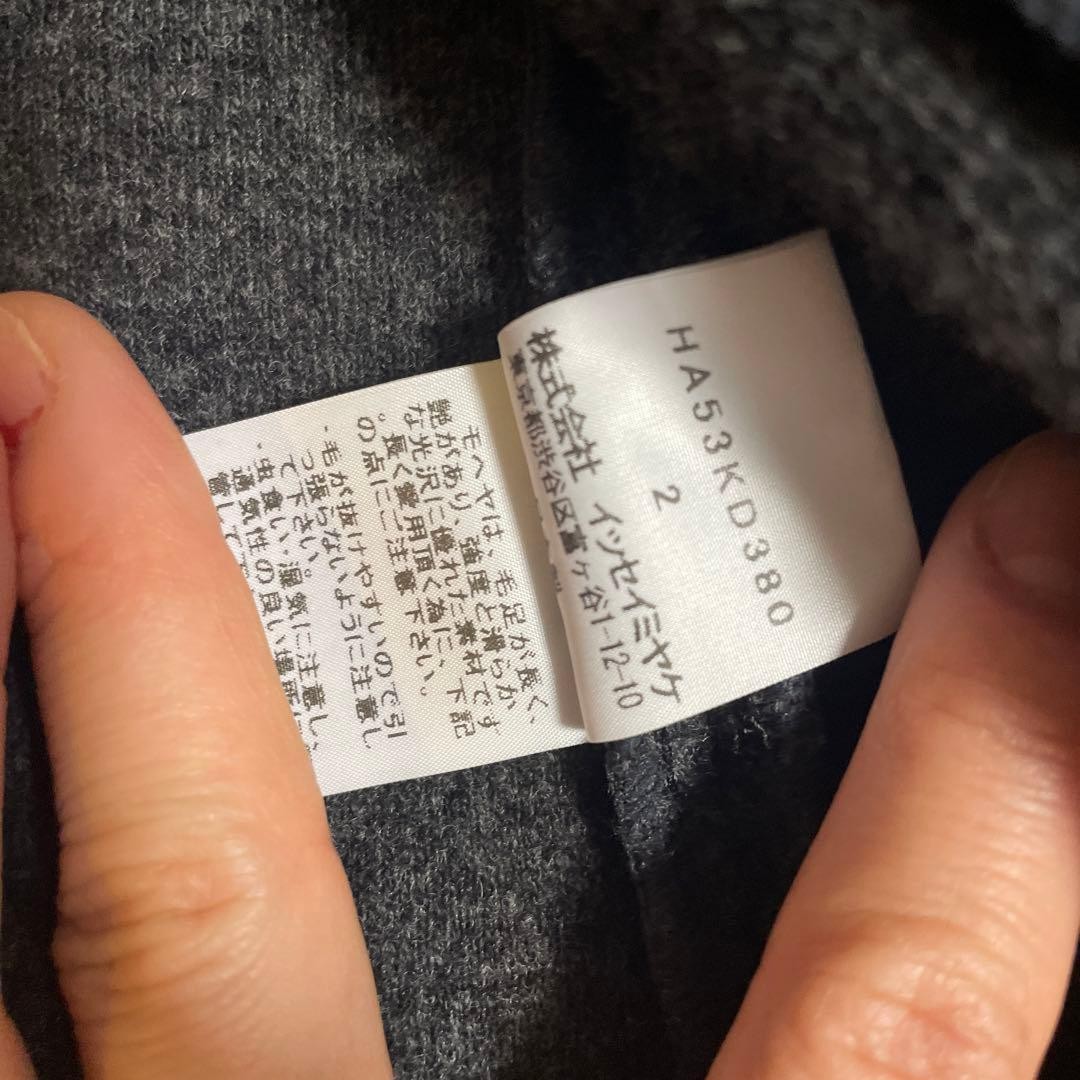 HA53KD380
2
株式会社 イッセイミヤケ
東京都渋谷区富ヶ谷1-12-10
モヘヤは、毛足が長く、
艶があり、強度と滑らか
な光沢に優れた素材です
。長く愛用頂く為に、下記
の点にご注意下さい。
・毛が抜けやすいので引
っ張らないように注意し
て下さい。
・虫食い・湿気に注意し、
通気性の良い場所
管して